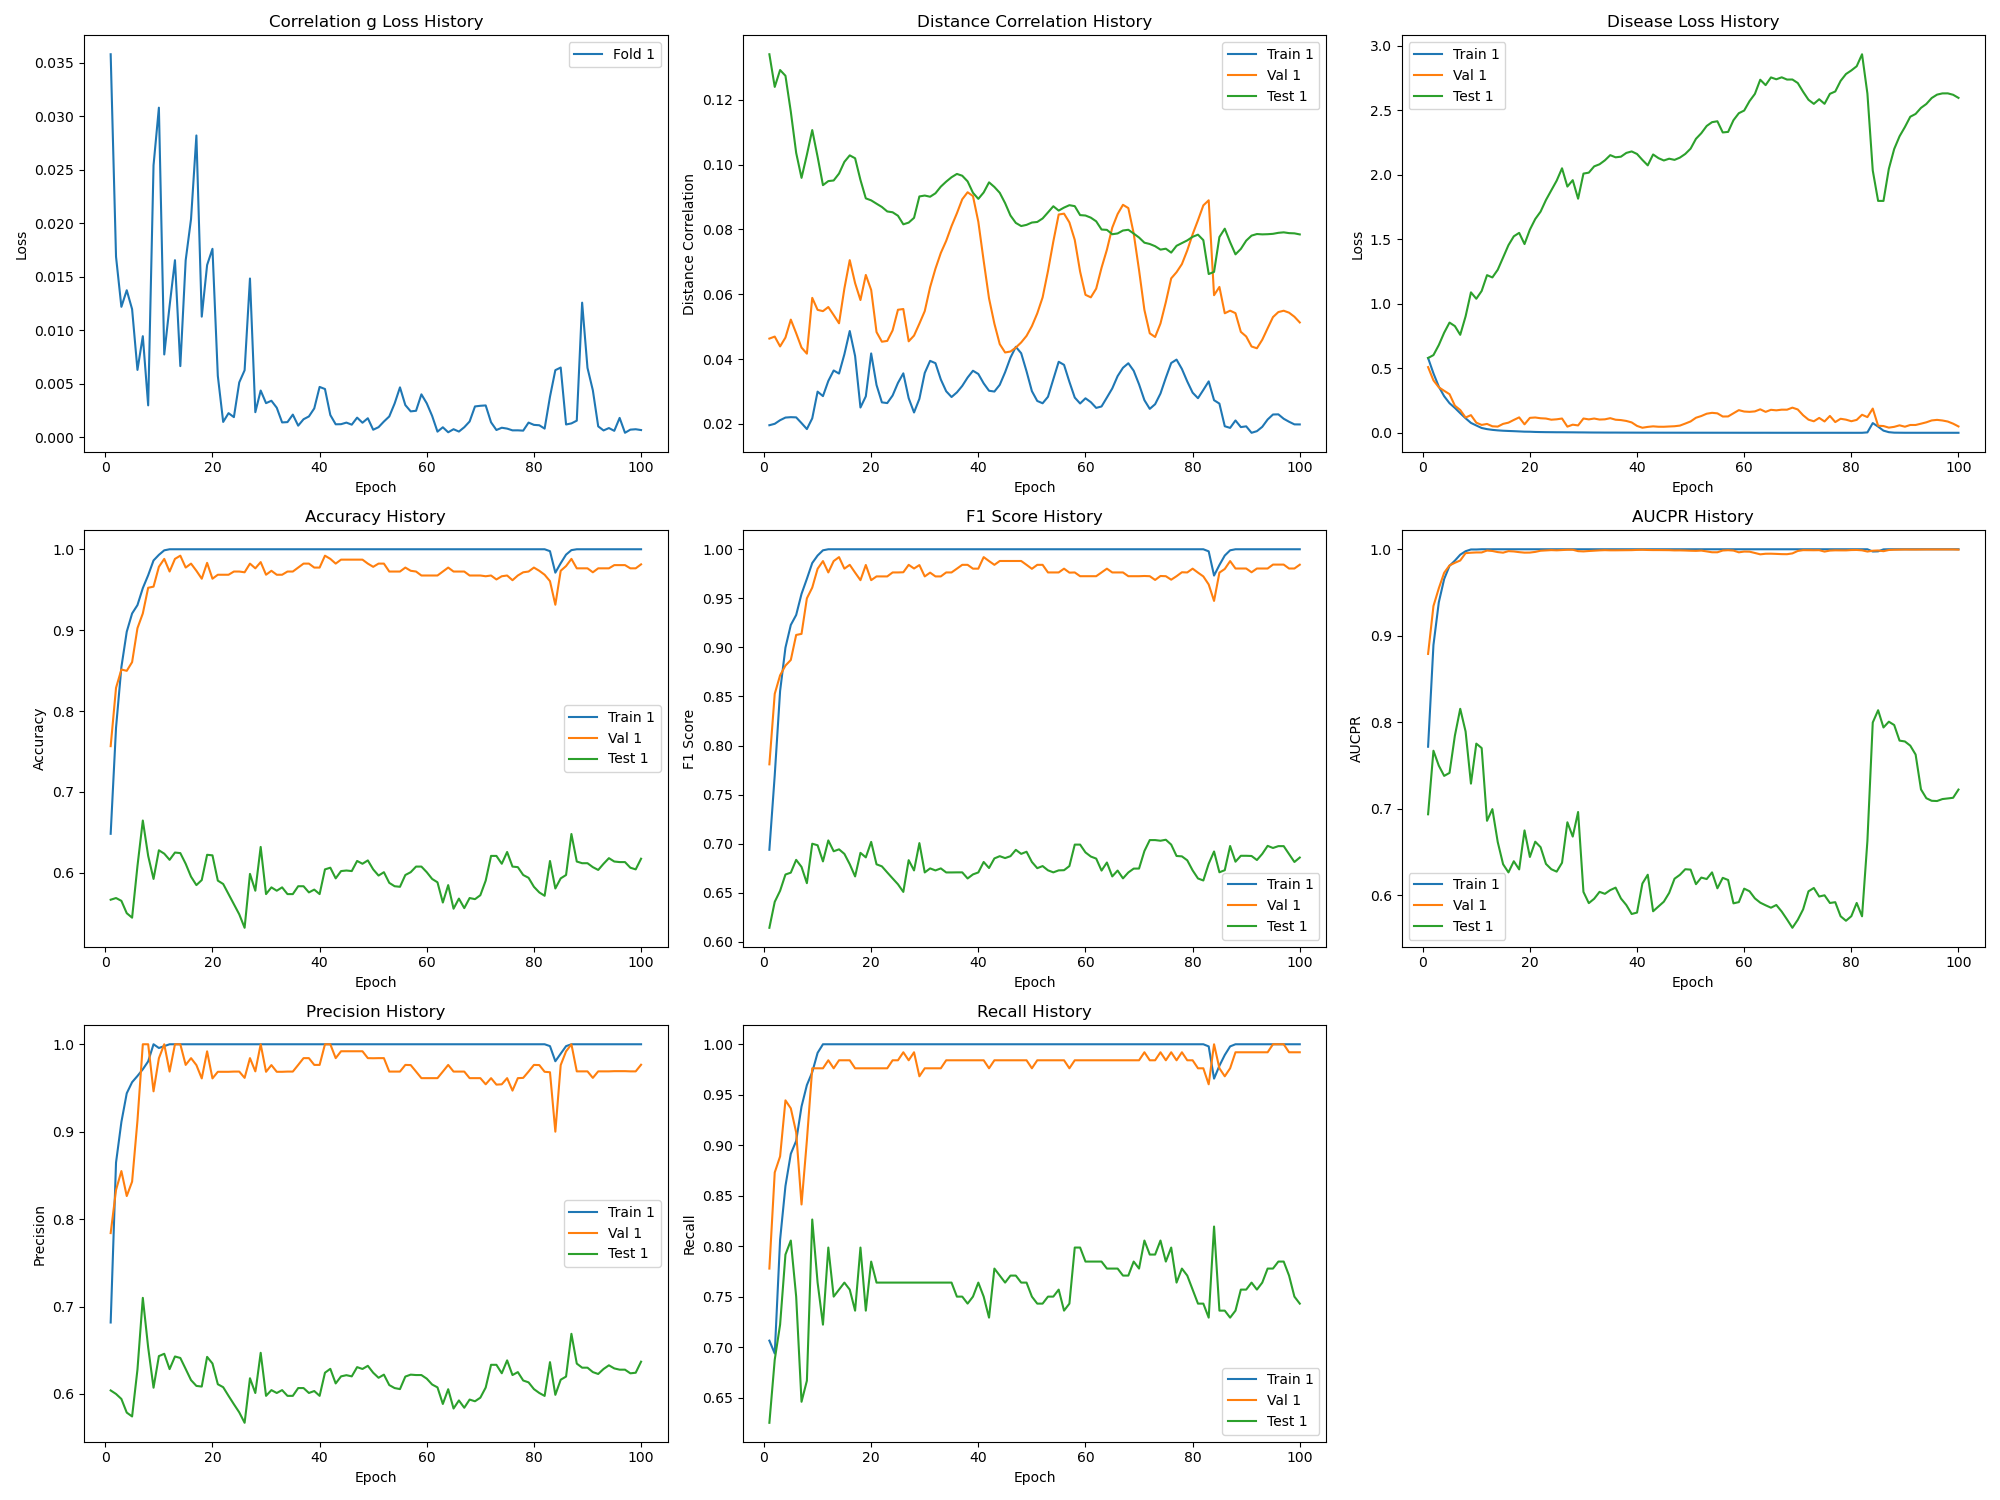 Correlation g Loss History
Loss
0.035
0.030
0.025
0.020
0.015
0.010
0.005
0.000
Fold 1
0 20 40 60 80 100
Epoch
Distance Correlation History
Distance Correlation
0.12
0.10
0.08
0.06
0.04
0.02
Train 1
Val 1
Test 1
0 20 40 60 80 100
Epoch
Disease Loss History
Loss
3.0
2.5
2.0
1.5
1.0
0.5
0.0
Train 1
Val 1
Test 1
0 20 40 60 80 100
Epoch
Accuracy History
Accuracy
1.0
0.9
0.8
0.7
0.6
Train 1
Val 1
Test 1
0 20 40 60 80 100
Epoch
F1 Score History
F1 Score
1.00
0.95
0.90
0.85
0.80
0.75
0.70
0.65
0.60
Train 1
Val 1
Test 1
0 20 40 60 80 100
Epoch
AUCPR History
AUCPR
1.0
0.9
0.8
0.7
0.6
Train 1
Val 1
Test 1
0 20 40 60 80 100
Epoch
Precision History
Precision
1.0
0.9
0.8
0.7
0.6
Train 1
Val 1
Test 1
0 20 40 60 80 100
Epoch
Recall History
Recall
1.00
0.95
0.90
0.85
0.80
0.75
0.70
0.65
Train 1
Val 1
Test 1
0 20 40 60 80 100
Epoch